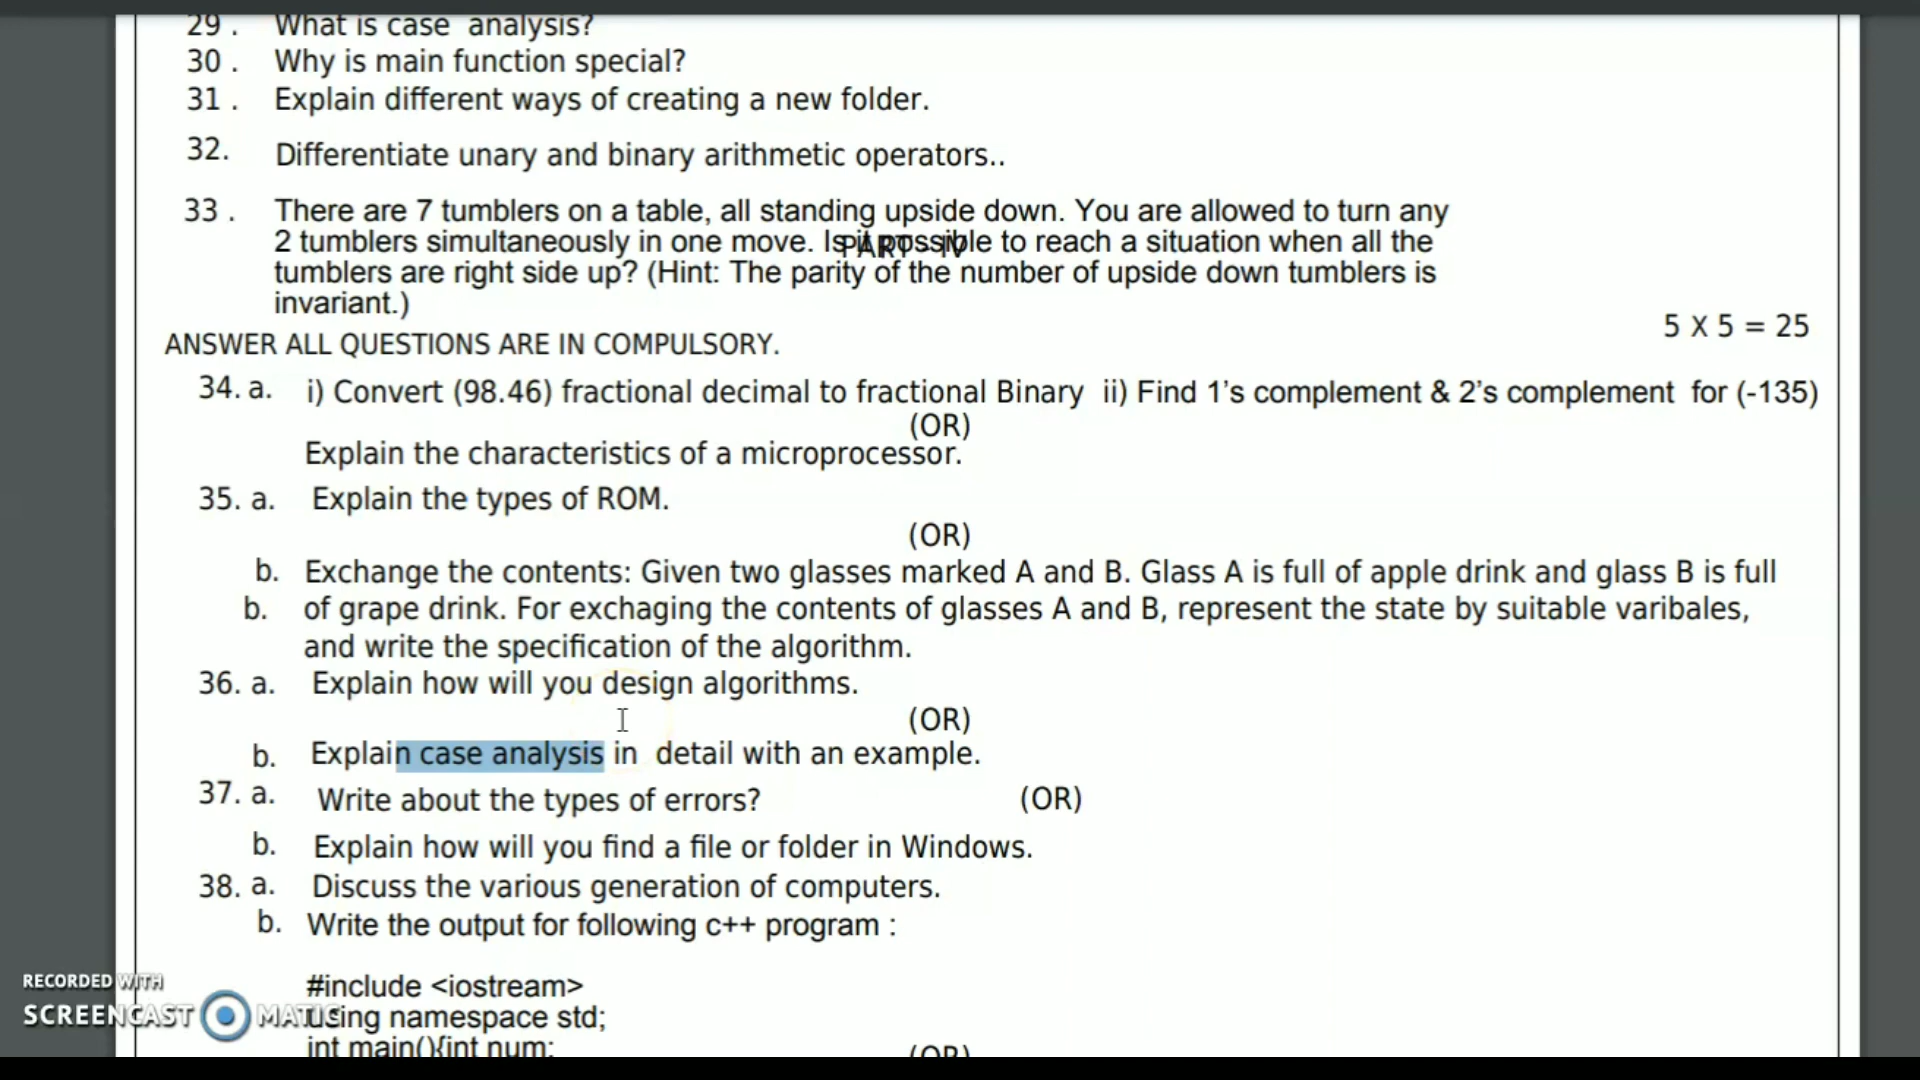 29 . What is case analysis?
30 . Why is main function special?
31 . Explain different ways of creating a new folder.
32. Differentiate unary and binary arithmetic operators..
33 . There are 7 tumblers on a table, all standing upside down. You are allowed to turn any
2 tumblers simultaneously in one move. Is it possible to reach a situation when all the
PART - IV
tumblers are right side up? (Hint: The parity of the number of upside down tumblers is
invariant.)
5 X 5 = 25
ANSWER ALL QUESTIONS ARE IN COMPULSORY.
34. a. i) Convert (98.46) fractional decimal to fractional Binary ii) Find 1’s complement & 2’s complement for (-135)
(OR)
Explain the characteristics of a microprocessor.
35. a. Explain the types of ROM.
(OR)
b. Exchange the contents: Given two glasses marked A and B. Glass A is full of apple drink and glass B is full
b. of grape drink. For exchaging the contents of glasses A and B, represent the state by suitable varibales,
and write the specification of the algorithm.
36. a. Explain how will you design algorithms.
(OR)
b. Explain case analysis in detail with an example.
37. a. Write about the types of errors? (OR)
b. Explain how will you find a file or folder in Windows.
38. a. Discuss the various generation of computers.
b. Write the output for following c++ program :
#include <iostream>
using namespace std;
int main(){int num;
(OR)
RECORDED WITH
SCREENCAST MATIC